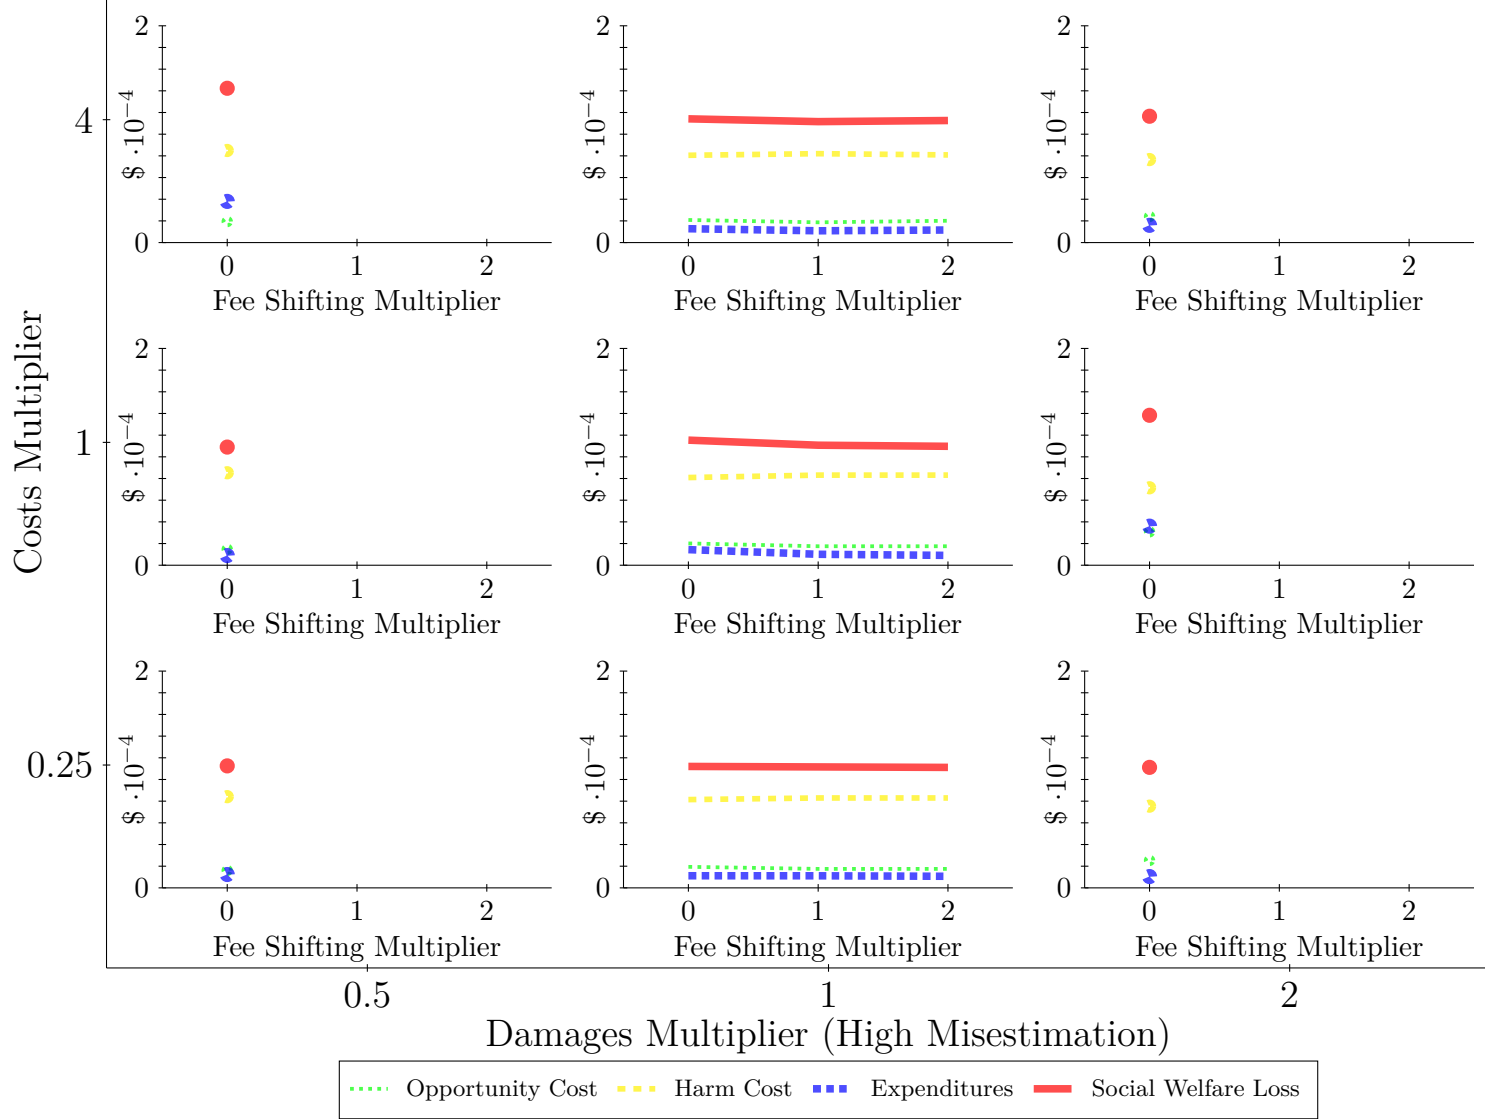 2
$ ·10⁻⁴
0
0 1 2
Fee Shifting Multiplier
2
$ ·10⁻⁴
0
0 1 2
Fee Shifting Multiplier
2
$ ·10⁻⁴
0
0 1 2
Fee Shifting Multiplier
4
2
$ ·10⁻⁴
0
0 1 2
Fee Shifting Multiplier
2
$ ·10⁻⁴
0
0 1 2
Fee Shifting Multiplier
2
$ ·10⁻⁴
0
0 1 2
Fee Shifting Multiplier
1
Costs Multiplier
2
$ ·10⁻⁴
0
0 1 2
Fee Shifting Multiplier
2
$ ·10⁻⁴
0
0 1 2
Fee Shifting Multiplier
2
$ ·10⁻⁴
0
0 1 2
Fee Shifting Multiplier
0.25
0.5 1 2
Damages Multiplier (High Misestimation)
Opportunity Cost Harm Cost Expenditures Social Welfare Loss